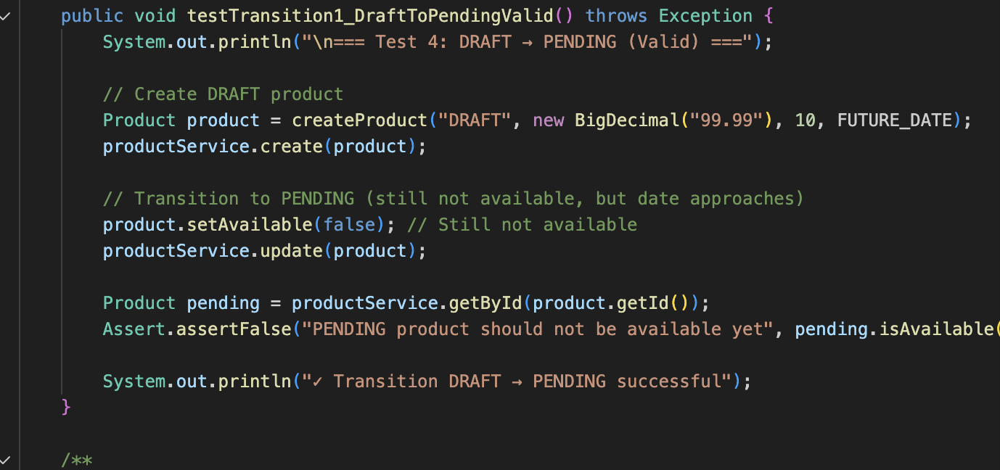 public void testTransition1_DraftToPendingValid() throws Exception {
System.out.println("\n=== Test 4: DRAFT → PENDING (Valid) ===");
// Create DRAFT product
Product product = createProduct("DRAFT", new BigDecimal("99.99"), 10, FUTURE_DATE);
productService.create(product);
// Transition to PENDING (still not available, but date approaches)
product.setAvailable(false); // Still not available
productService.update(product);
Product pending = productService.getById(product.getId());
Assert.assertFalse("PENDING product should not be available yet", pending.isAvailable(
System.out.println("✓ Transition DRAFT → PENDING successful");
}
/**